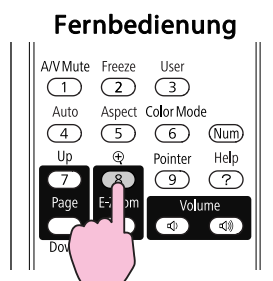 Fernbedienung
A/V Mute Freeze User
1 2 3
Auto Aspect Color Mode
4 5 6 Num
Up Pointer Help
7 8 9 ?
Page Volume